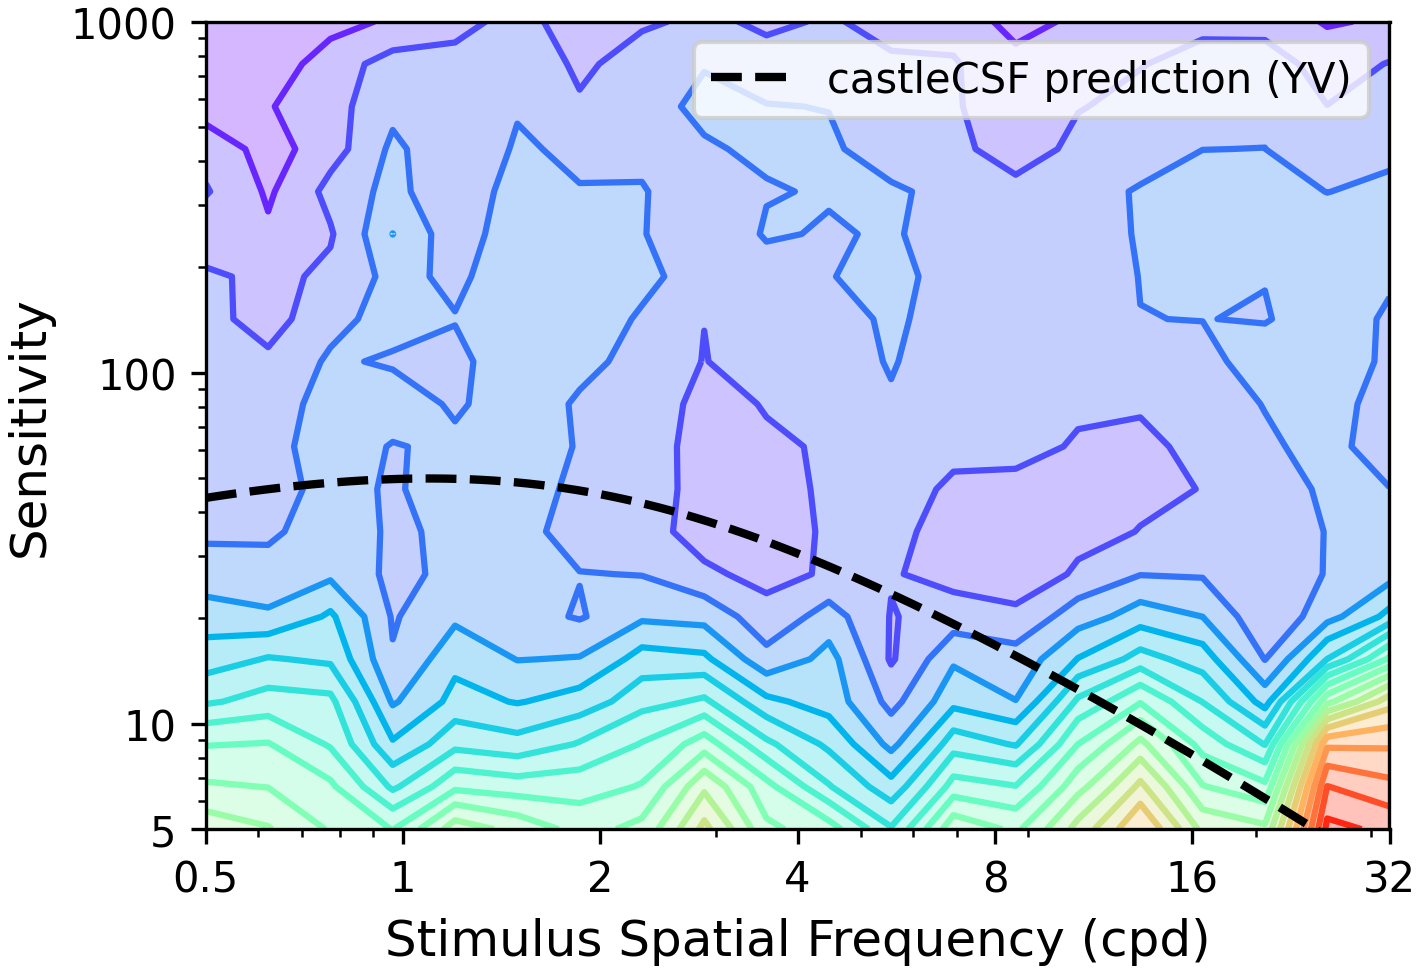 1000
100
10
5
Sensitivity
castleCSF prediction (YV)
0.5 1 2 4 8 16 32
Stimulus Spatial Frequency (cpd)